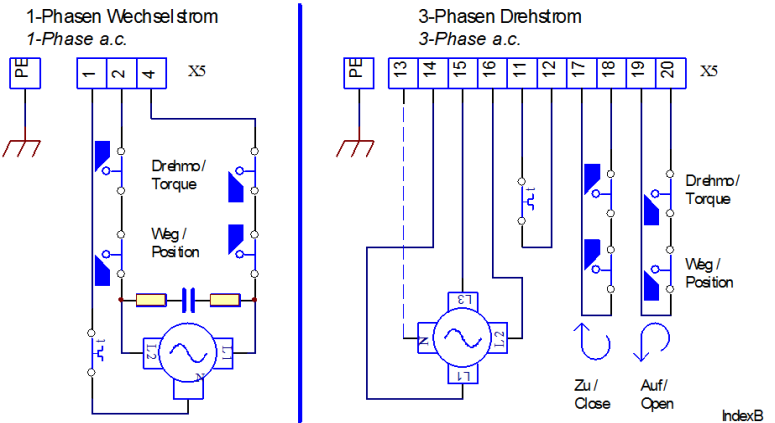 1-Phasen Wechselstrom
1-Phase a.c.
PE
1
2
4
X5
Drehmo/
Torque
Weg /
Position
t
L2
L1
N
3-Phasen Drehstrom
3-Phase a.c.
PE
13
14
15
16
11
12
17
18
19
20
X5
t
Drehmo/
Torque
Weg /
Position
L3
N
L2
L1
Zu /
Close
Auf /
Open
IndexB